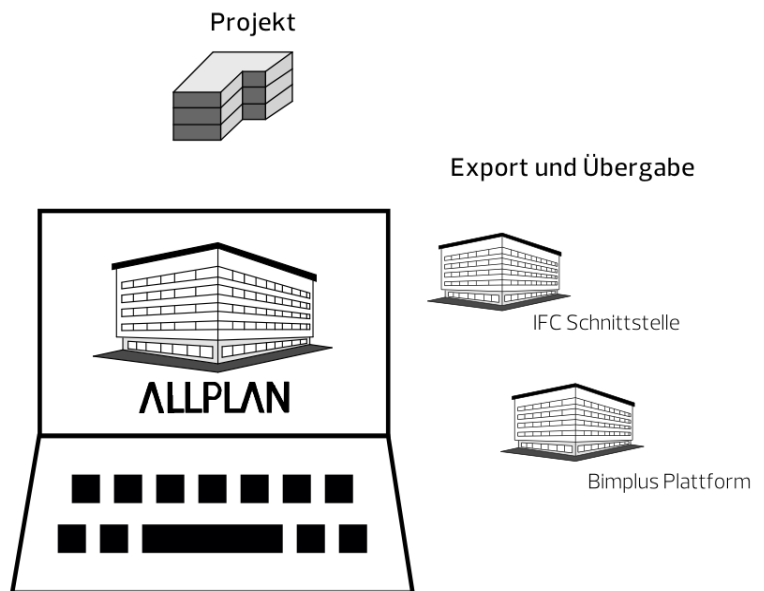 Projekt
Export und Übergabe
IFC Schnittstelle
ALLPLAN
Bimplus Plattform